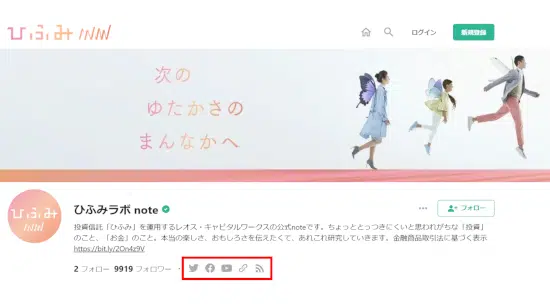 ひふみ
ログイン
新規登録
次の
ゆたかさの
まんなかへ
ひふみ
ひふみラボ note
フォロー
投資信託「ひふみ」を運用するレオス・キャピタルワークスの公式noteです。ちょっととっつきにくいと思われがちな「投資」
のこと、「お金」のこと。本当の楽しさ、おもしろさを伝えたくて、あれこれ研究していきます。金融商品取引法に基づく表示
https://bit.ly/2On4z9V
2 フォロー 9919 フォロワー